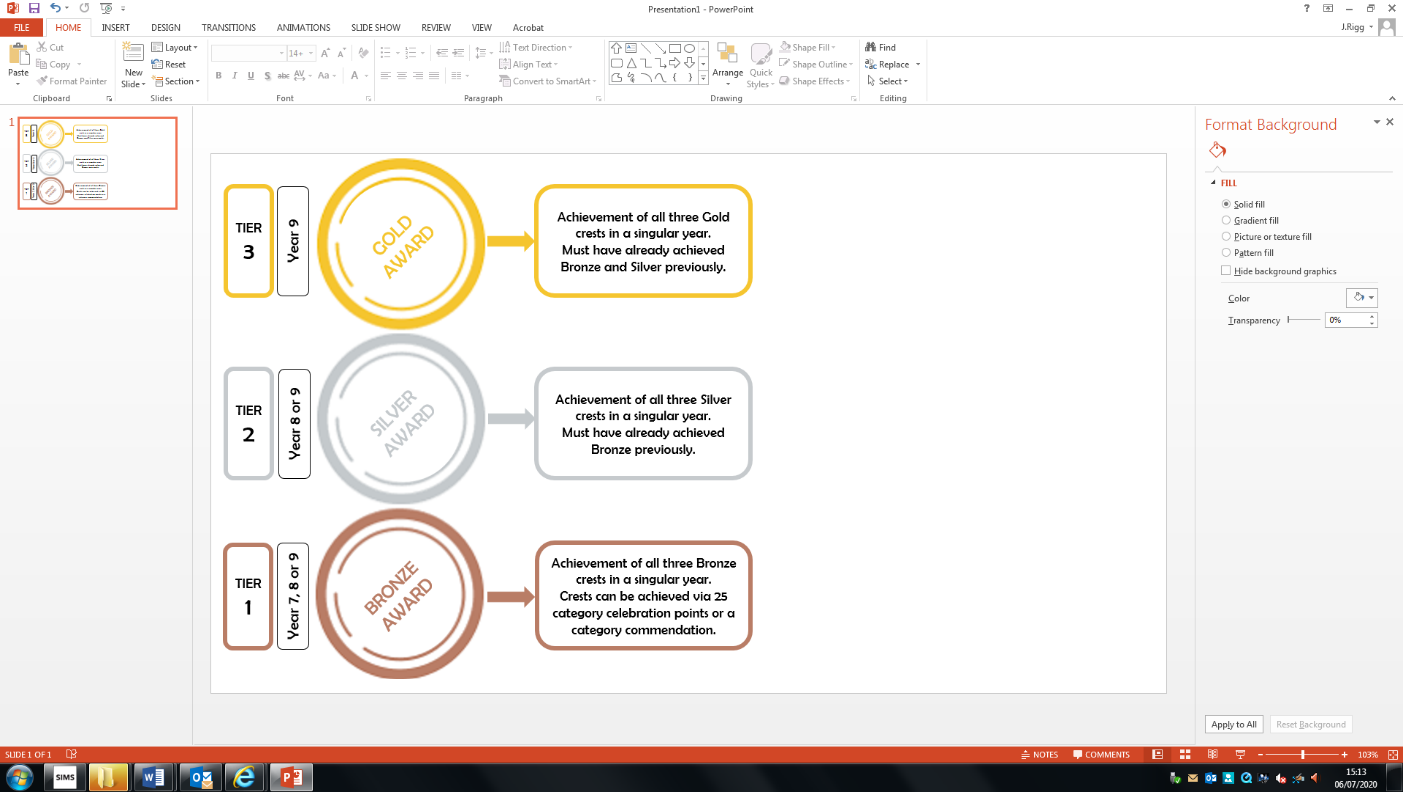 Presentation1 - PowerPoint
FILE HOME INSERT DESIGN TRANSITIONS ANIMATIONS SLIDE SHOW REVIEW VIEW Acrobat
J.Rigg
Paste
Cut
Copy
Format Painter
Clipboard
New Slide
Layout
Reset
Section
Slides
14+
B I U S abc AV Aa A
Font
Text Direction
Align Text
Convert to SmartArt
Paragraph
Arrange
Quick Styles
Shape Fill
Shape Outline
Shape Effects
Drawing
Find
Replace
Select
Editing
1
TIER
3
Year 9
GOLD
AWARD
Achievement of all three Gold
crests in a singular year.
Must have already achieved
Bronze and Silver previously.
TIER
2
Year 8 or 9
SILVER
AWARD
Achievement of all three Silver
crests in a singular year.
Must have already achieved
Bronze previously.
TIER
1
Year 7, 8 or 9
BRONZE
AWARD
Achievement of all three Bronze
crests in a singular year.
Crests can be achieved via 25
category celebration points or a
category commendation.
Format Background
FILL
Solid fill
Gradient fill
Picture or texture fill
Pattern fill
Hide background graphics
Color
Transparency 0%
Apply to All Reset Background
SLIDE 1 OF 1
NOTES COMMENTS 103%
SIMS
15:13
06/07/2020